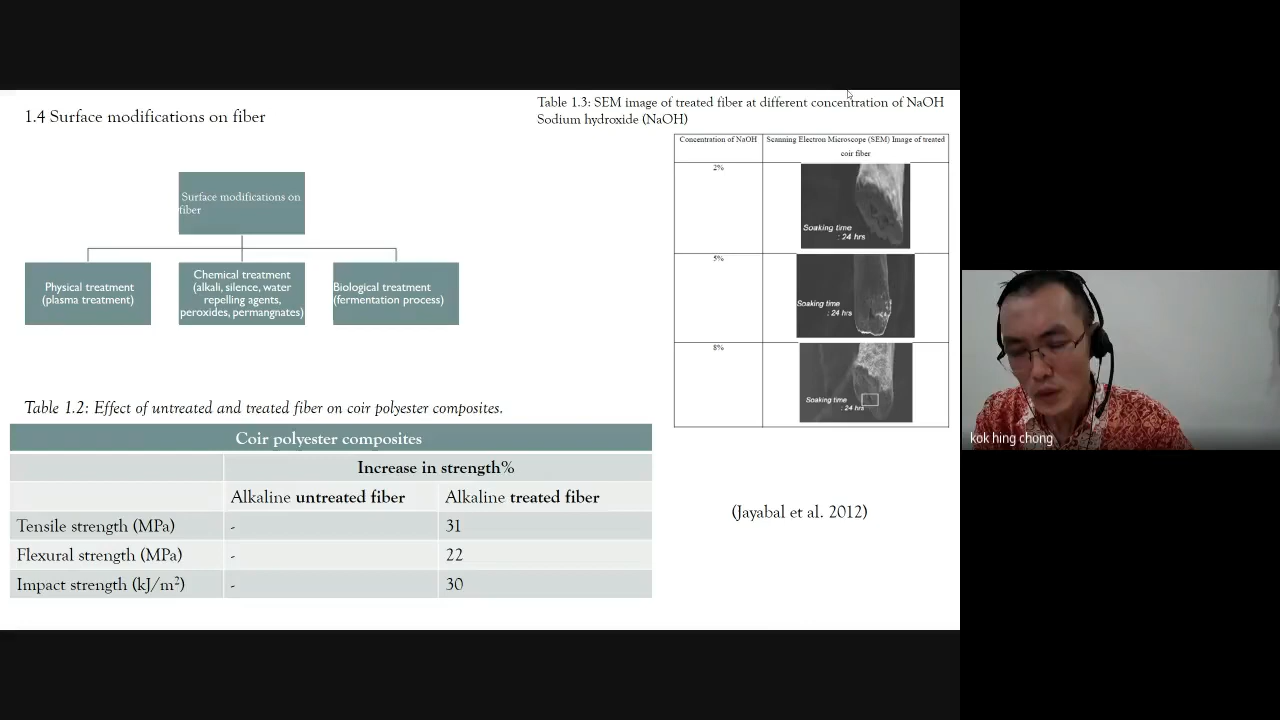 1.4 Surface modifications on fiber
Surface modifications on
fiber
Physical treatment
(plasma treatment)
Chemical treatment
(alkali, silence, water
repelling agents,
peroxides, permangnates)
Biological treatment
(fermentation process)
Table 1.2: Effect of untreated and treated fiber on coir polyester composites.
Coir polyester composites
Increase in strength%
Alkaline untreated fiber Alkaline treated fiber
Tensile strength (MPa) - 31
Flexural strength (MPa) - 22
Impact strength (kJ/m²) - 30
Table 1.3: SEM image of treated fiber at different concentration of NaOH
Sodium hydroxide (NaOH)
Concentration of NaOH Scanning Electron Microscope (SEM) Image of treated
coir fiber
2%
Soaking time
: 24 hrs
5%
Soaking time
: 24 hrs
8%
Soaking time
: 24 hrs
(Jayabal et al. 2012)
kok hing chong